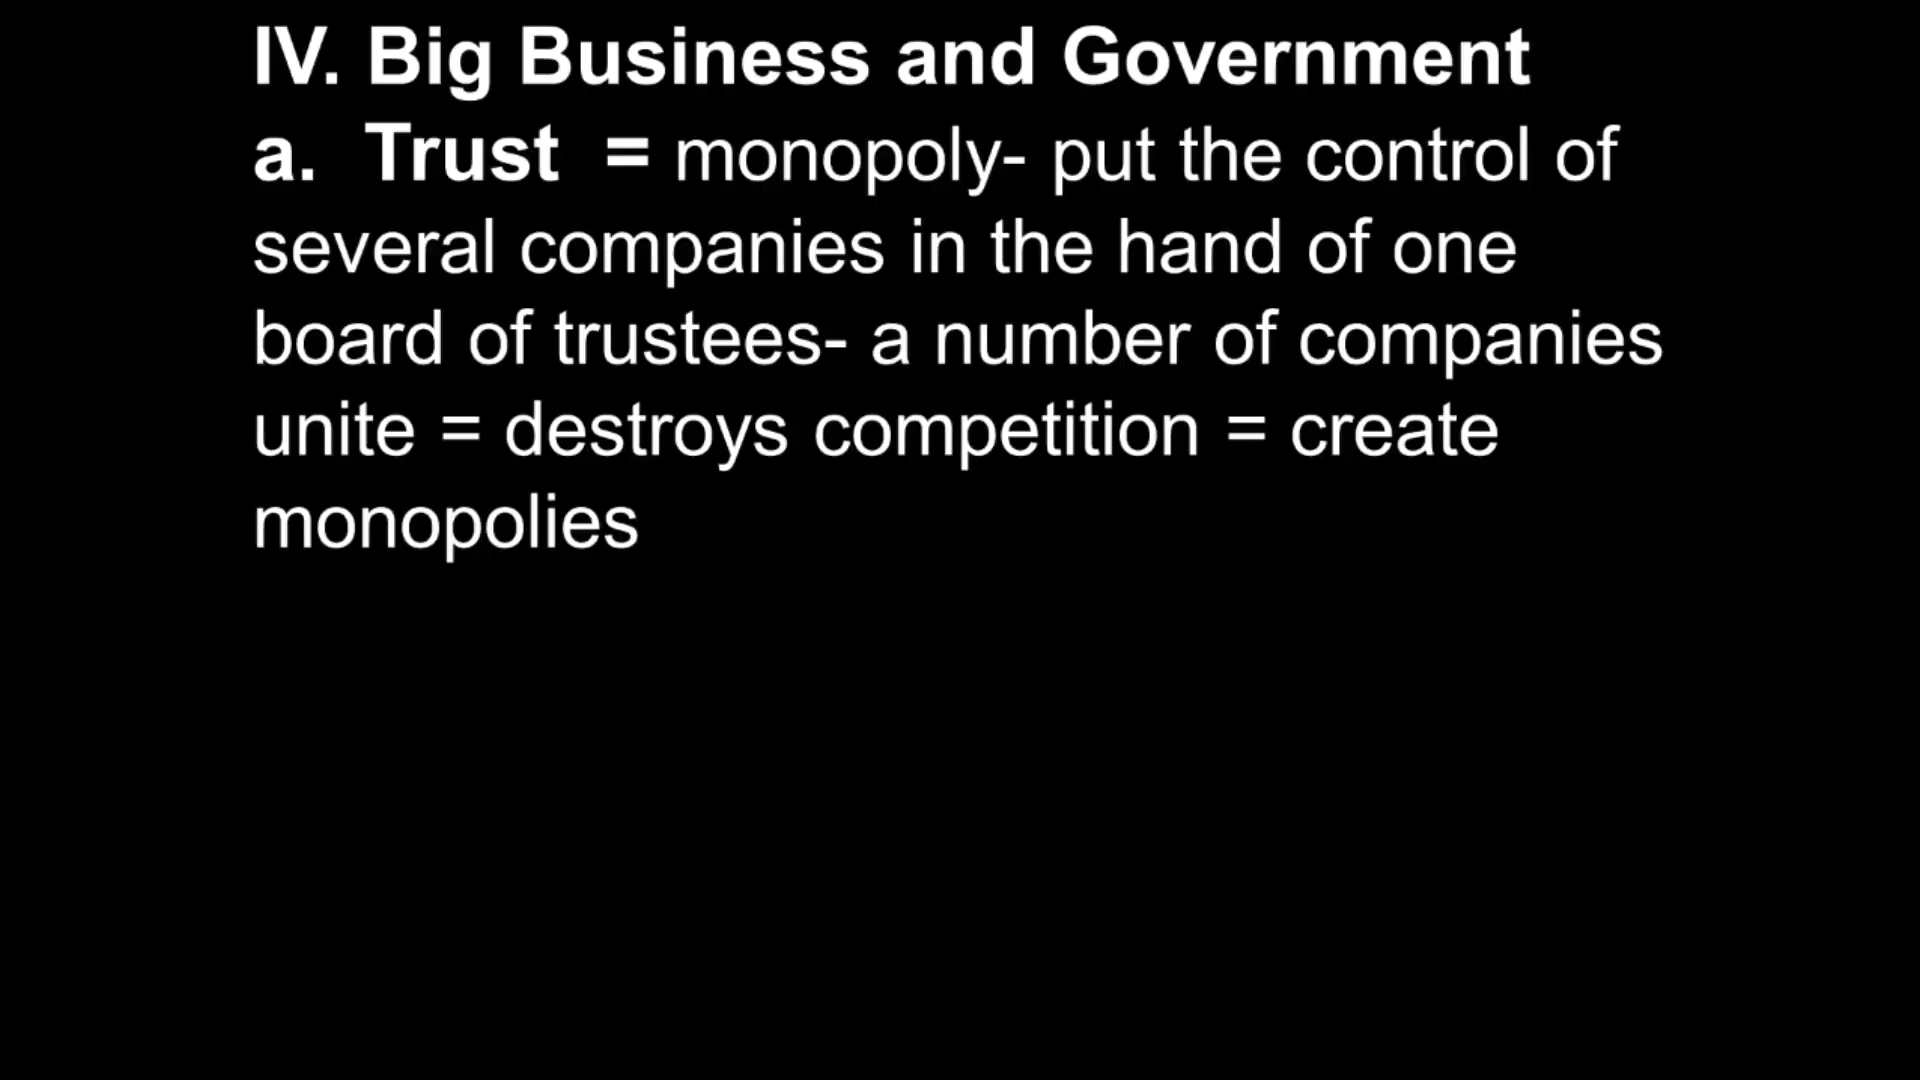 IV. Big Business and Government
a. Trust = monopoly- put the control of
several companies in the hand of one
board of trustees- a number of companies
unite = destroys competition = create
monopolies